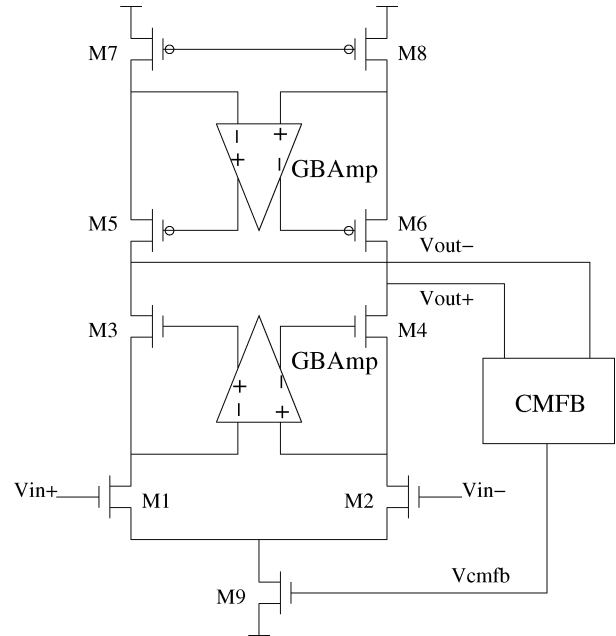 M7
M8
− +
+ −
GBAmp
M5
M6
Vout−
Vout+
M3
M4
GBAmp
+ −
− +
CMFB
Vin+
M1
M2
Vin−
Vcmfb
M9